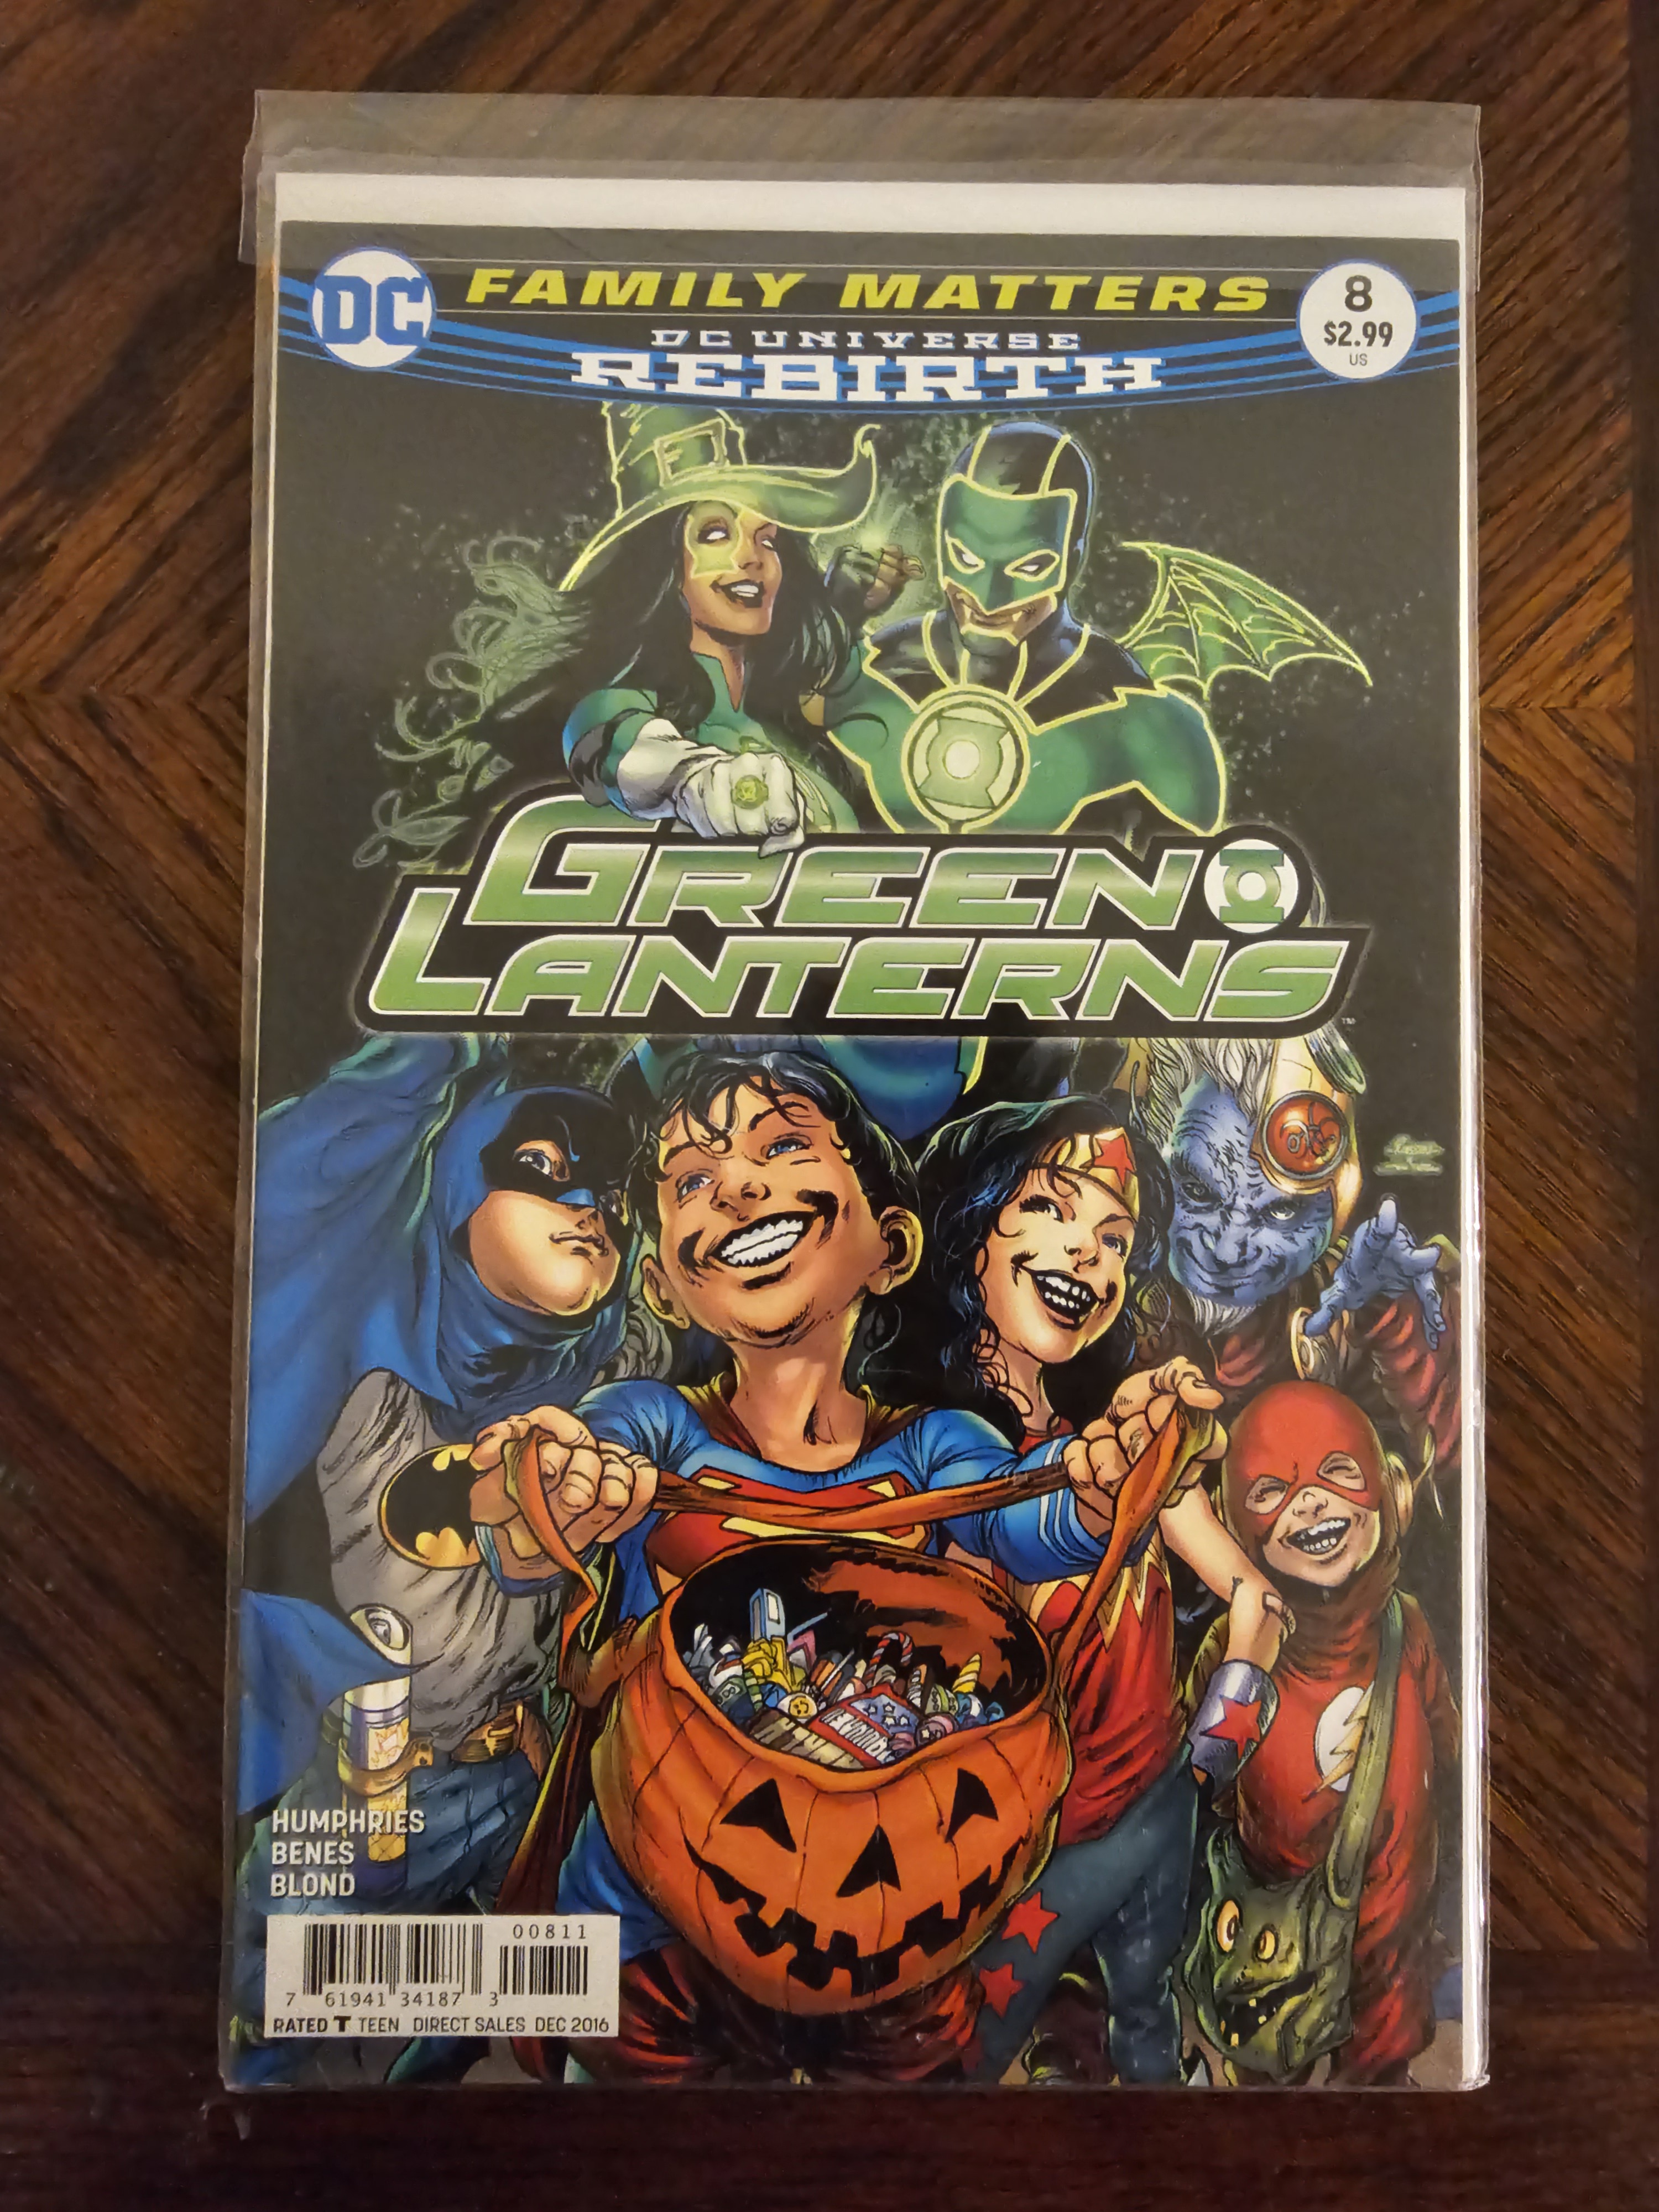 DC
FAMILY MATTERS
DC UNIVERSE
REBIRTH
8
$2.99
US
GREEN
LANTERNS
TM
HUMPHRIES
BENES
BLOND
00811
7 61941 34187 3
RATED T TEEN DIRECT SALES DEC 2016